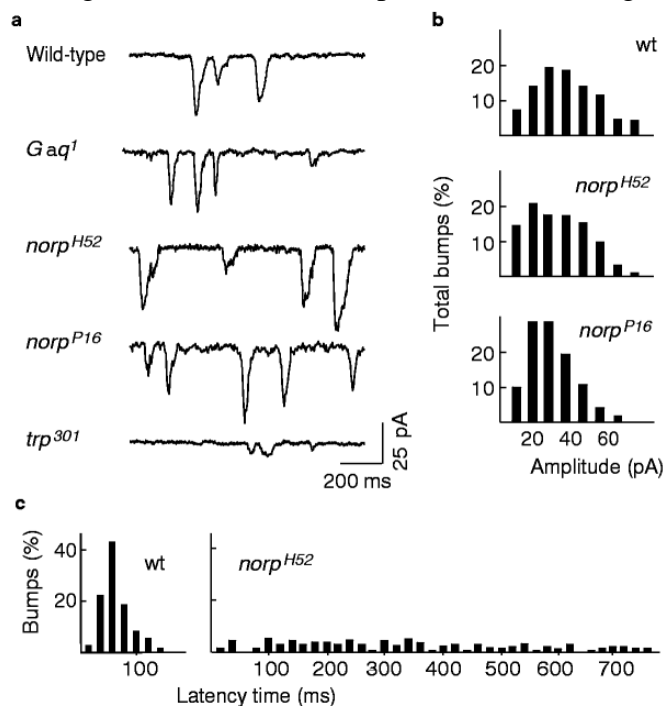 a
Wild-type
Gaq1
norpH52
norpP16
trp301
25 pA
200 ms
b
wt
20
10
norpH52
20
10
norpP16
20
10
20 40 60
Total bumps (%)
Amplitude (pA)
c
Bumps (%)
40
20
wt
100
norpH52
100 200 300 400 500 600 700
Latency time (ms)